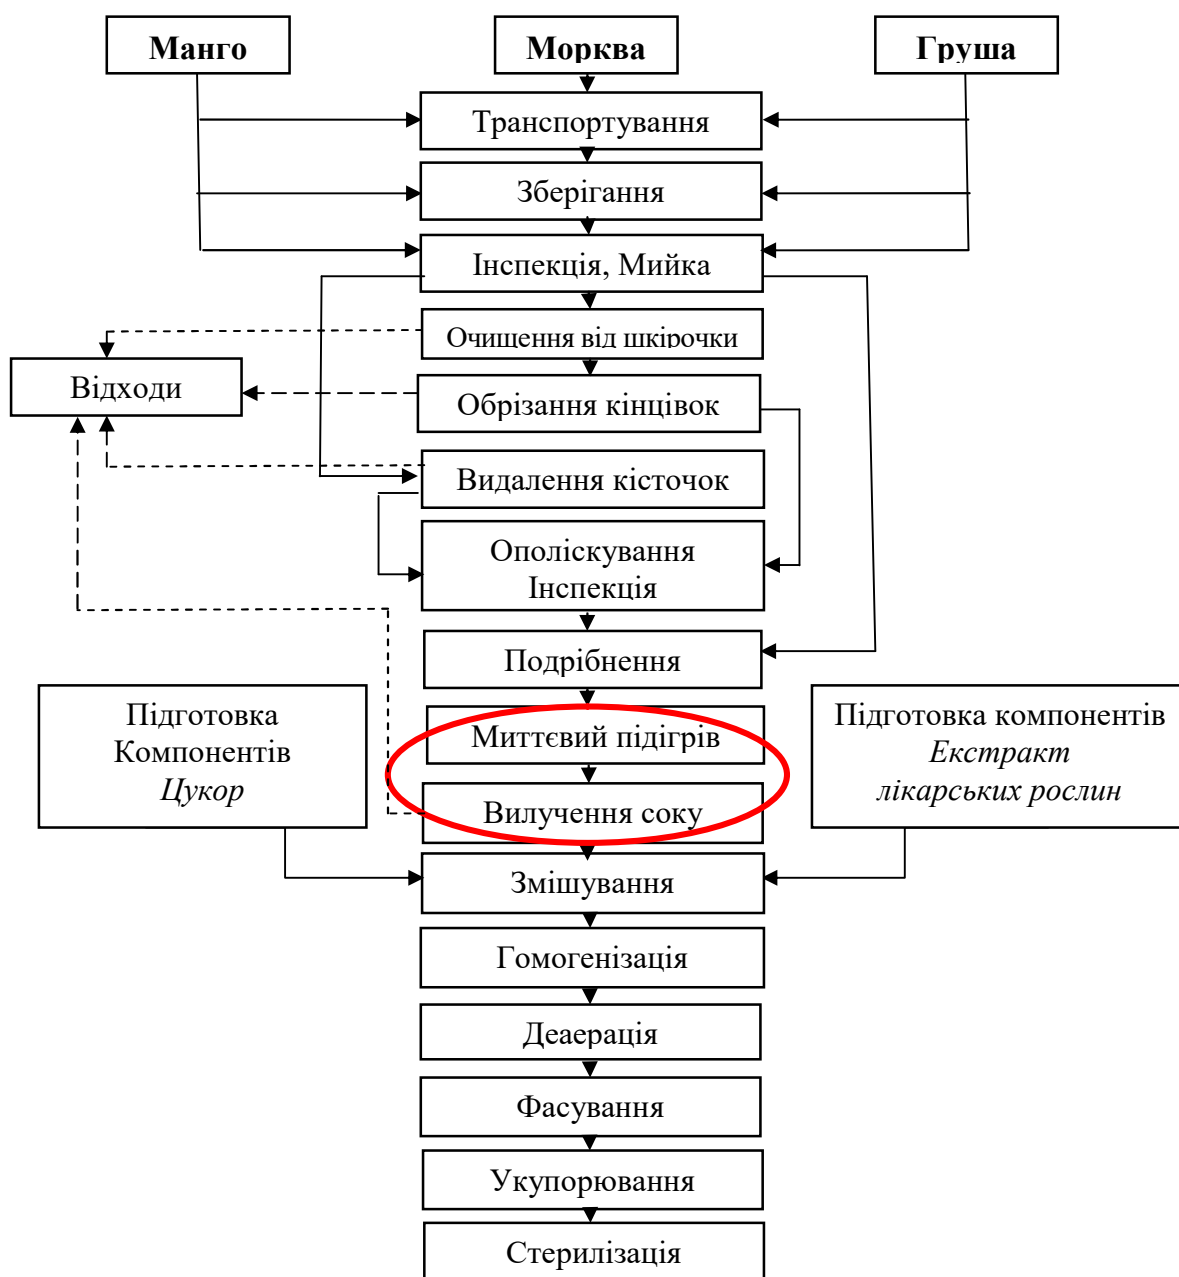 Манго
Морква
Груша
Транспортування
Зберігання
Інспекція, Мийка
Очищення від шкірочки
Відходи
Обрізання кінцівок
Видалення кісточок
Ополіскування
Інспекція
Подрібнення
Підготовка
Компонентів
Цукор
Миттєвий підігрів
Підготовка компонентів
Екстракт
лікарських рослин
Вилучення соку
Змішування
Гомогенізація
Деаерація
Фасування
Укупорювання
Стерилізація